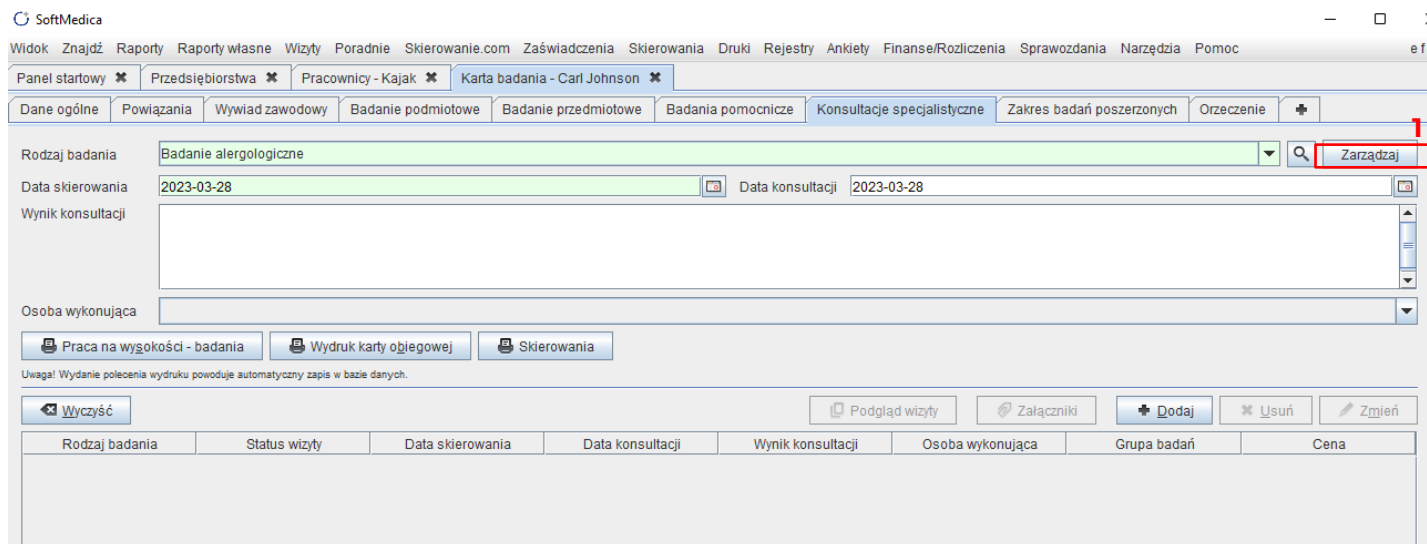 SoftMedica
Widok Znajdź Raporty Raporty własne Wizyty Poradnie Skierowanie.com Zaświadczenia Skierowania Druki Rejestry Ankiety Finanse/Rozliczenia Sprawozdania Narzędzia Pomoc e f
Panel startowy Przedsiębiorstwa Pracownicy - Kajak Karta badania - Carl Johnson
Dane ogólne Powiązania Wywiad zawodowy Badanie podmiotowe Badanie przedmiotowe Badania pomocnicze Konsultacje specjalistyczne Zakres badań poszerzonych Orzeczenie
1
Rodzaj badania Badanie alergologiczne Zarządzaj
Data skierowania 2023-03-28 Data konsultacji 2023-03-28
Wynik konsultacji
Osoba wykonująca
Praca na wysokości - badania Wydruk karty obiegowej Skierowania
Uwaga! Wydanie polecenia wydruku powoduje automatyczny zapis w bazie danych.
Wyczyść Podgląd wizyty Załączniki Dodaj Usuń Zmień
Rodzaj badania Status wizyty Data skierowania Data konsultacji Wynik konsultacji Osoba wykonująca Grupa badań Cena